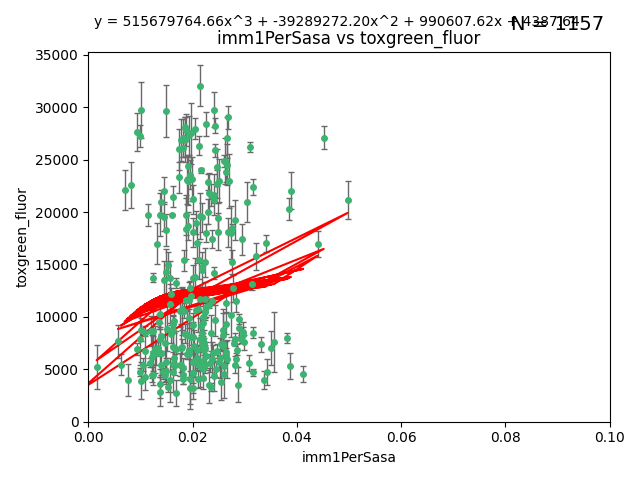 y = 515679764.66x^3 + -39289272.20x^2 + 990607.62x + 4387.64
N = 1157
imm1PerSasa vs toxgreen_fluor
toxgreen_fluor
35000
30000
25000
20000
15000
10000
5000
0
0.00 0.02 0.04 0.06 0.08 0.10
imm1PerSasa